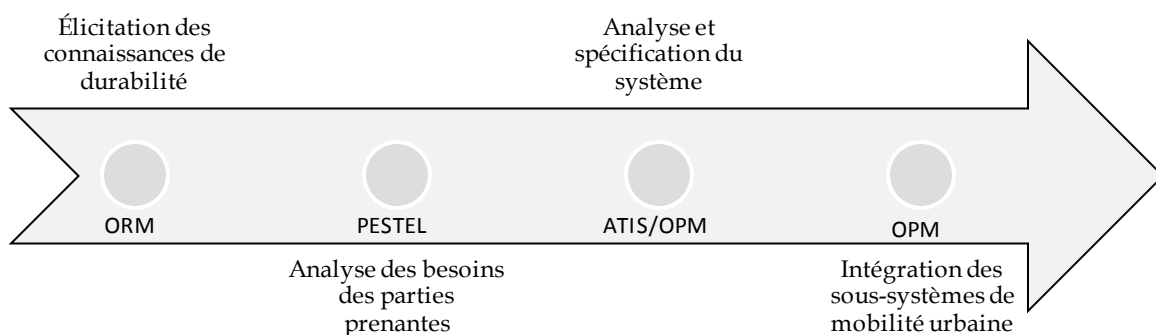 Élicitation des
connaissances de
durabilité
Analyse et
spécification du
système
ORM
PESTEL
ATIS/OPM
OPM
Analyse des besoins
des parties
prenantes
Intégration des
sous-systèmes de
mobilité urbaine